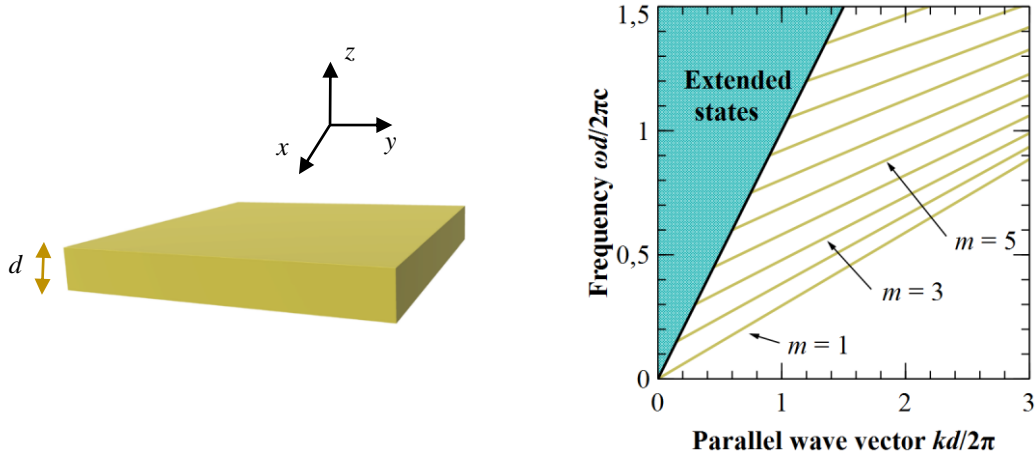 z
x
y
d
1,5
1
0,5
0
Frequency ωd/2πc
Extended
states
m = 5
m = 3
m = 1
0
1
2
3
Parallel wave vector kd/2π